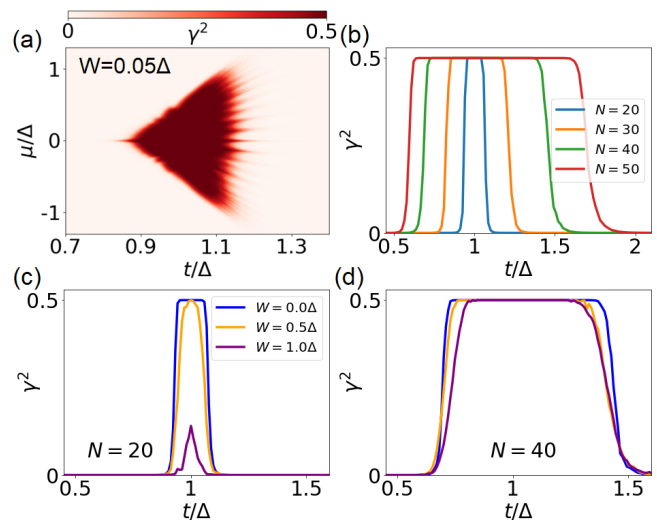 (a)
0
γ²
0.5
W=0.05Δ
μ/Δ
1
0
-1
0.7
0.9
1.1
1.3
t/Δ
(b)
γ²
0.5
0
N = 20
N = 30
N = 40
N = 50
0.5
1
1.5
2
t/Δ
(c)
γ²
0.5
0
W = 0.0Δ
W = 0.5Δ
W = 1.0Δ
N = 20
0.5
1
1.5
t/Δ
(d)
γ²
0.5
0
N = 40
0.5
1
1.5
t/Δ